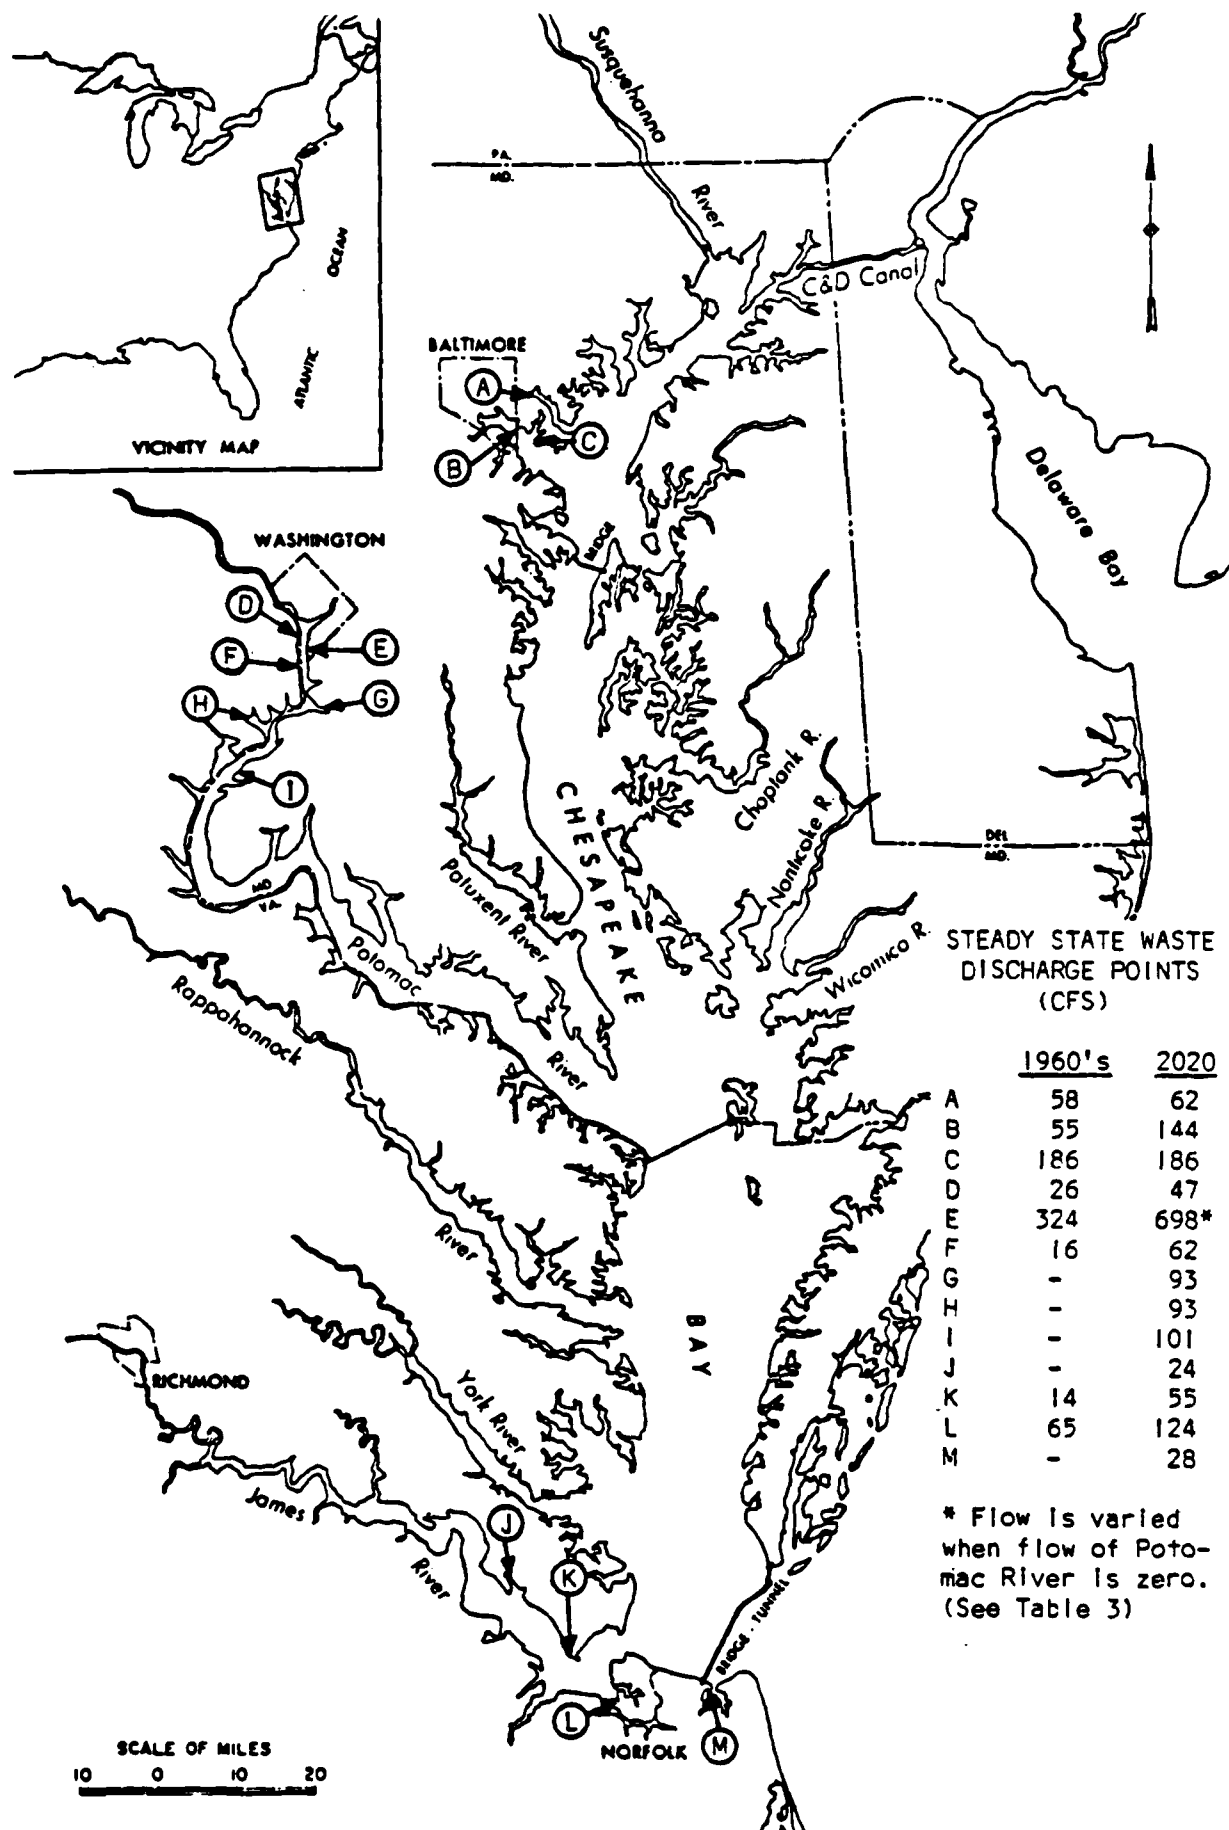 Susquehanna
River
PA.
MD.
C&D Canal
OCEAN
ATLANTIC
VICINITY MAP
BALTIMORE
A
B
C
Delaware Bay
BRIDGE
WASHINGTON
D
E
F
G
H
I
CHESAPEAKE
Choptank R.
Nanticoke R.
DEL
MD.
MD
VA.
Patuxent River
Potomac
River
Wicomico R.
Rappahannock
River
STEADY STATE WASTE
DISCHARGE POINTS
(CFS)
1960's 2020
A 58 62
B 55 144
C 186 186
D 26 47
E 324 698*
F 16 62
G - 93
H - 93
I - 101
J - 24
K 14 55
L 65 124
M - 28
* Flow is varied
when flow of Poto-
mac River is zero.
(See Table 3)
BAY
RICHMOND
York River
James
River
J
K
BRIDGE - TUNNEL
L
NORFOLK
M
SCALE OF MILES
10 0 10 20